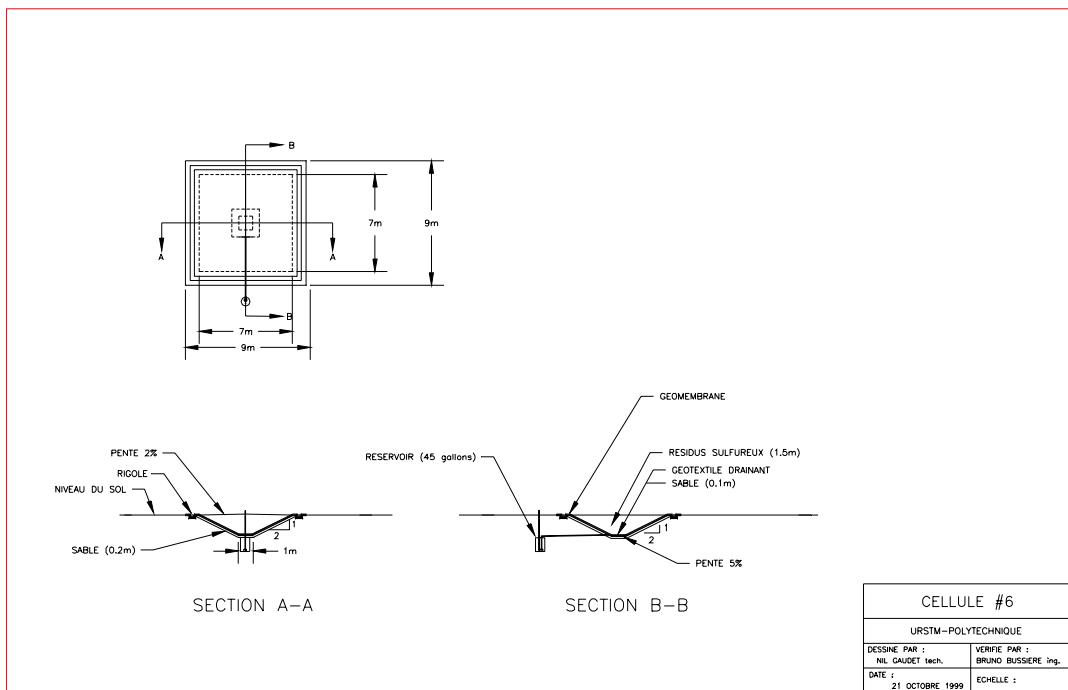 B
7m
9m
A
A
B
7m
9m
GEOMEMBRANE
PENTE 2%
RIGOLE
NIVEAU DU SOL
SABLE (0.2m)
1
2
1m
RESERVOIR (45 gallons)
RESIDUS SULFUREUX (1.5m)
GEOTEXTILE DRAINANT
SABLE (0.1m)
1
2
PENTE 5%
SECTION A-A
SECTION B-B
CELLULE #6
URSTM-POLYTECHNIQUE
DESSINE PAR :
NIL GAUDET tech.
VERIFIE PAR :
BRUNO BUSSIERE ing.
DATE :
21 OCTOBRE 1999
ECHELLE :